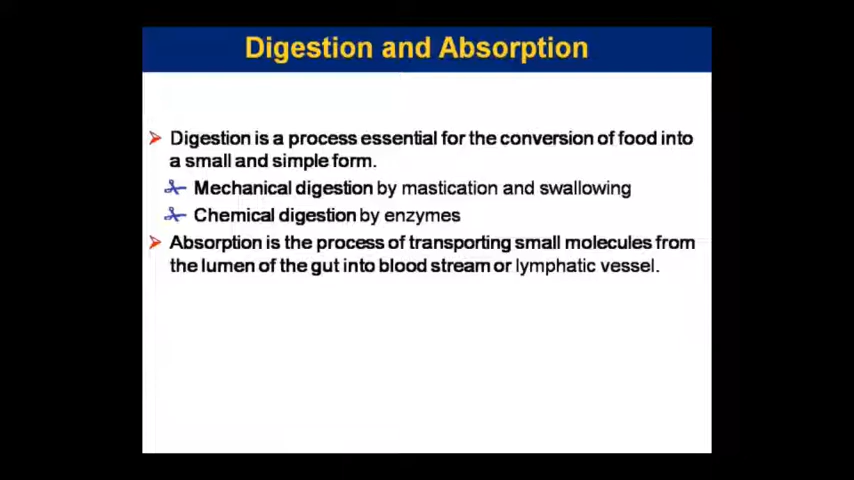 Digestion and Absorption
Digestion is a process essential for the conversion of food into
a small and simple form.
Mechanical digestion by mastication and swallowing
Chemical digestion by enzymes
Absorption is the process of transporting small molecules from
the lumen of the gut into blood stream or lymphatic vessel.